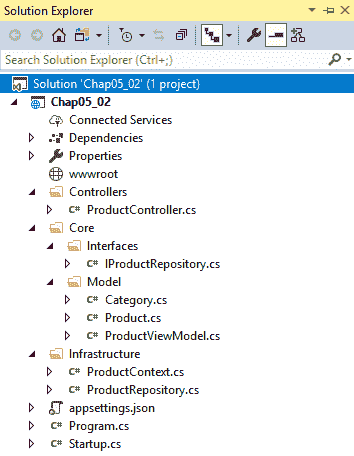 Solution Explorer
Search Solution Explorer (Ctrl+;)
Solution 'Chap05_02' (1 project)
Chap05_02
Connected Services
Dependencies
Properties
wwwroot
Controllers
C# ProductController.cs
Core
Interfaces
C# IProductRepository.cs
Model
C# Category.cs
C# Product.cs
C# ProductViewModel.cs
Infrastructure
C# ProductContext.cs
C# ProductRepository.cs
appsettings.json
C# Program.cs
C# Startup.cs